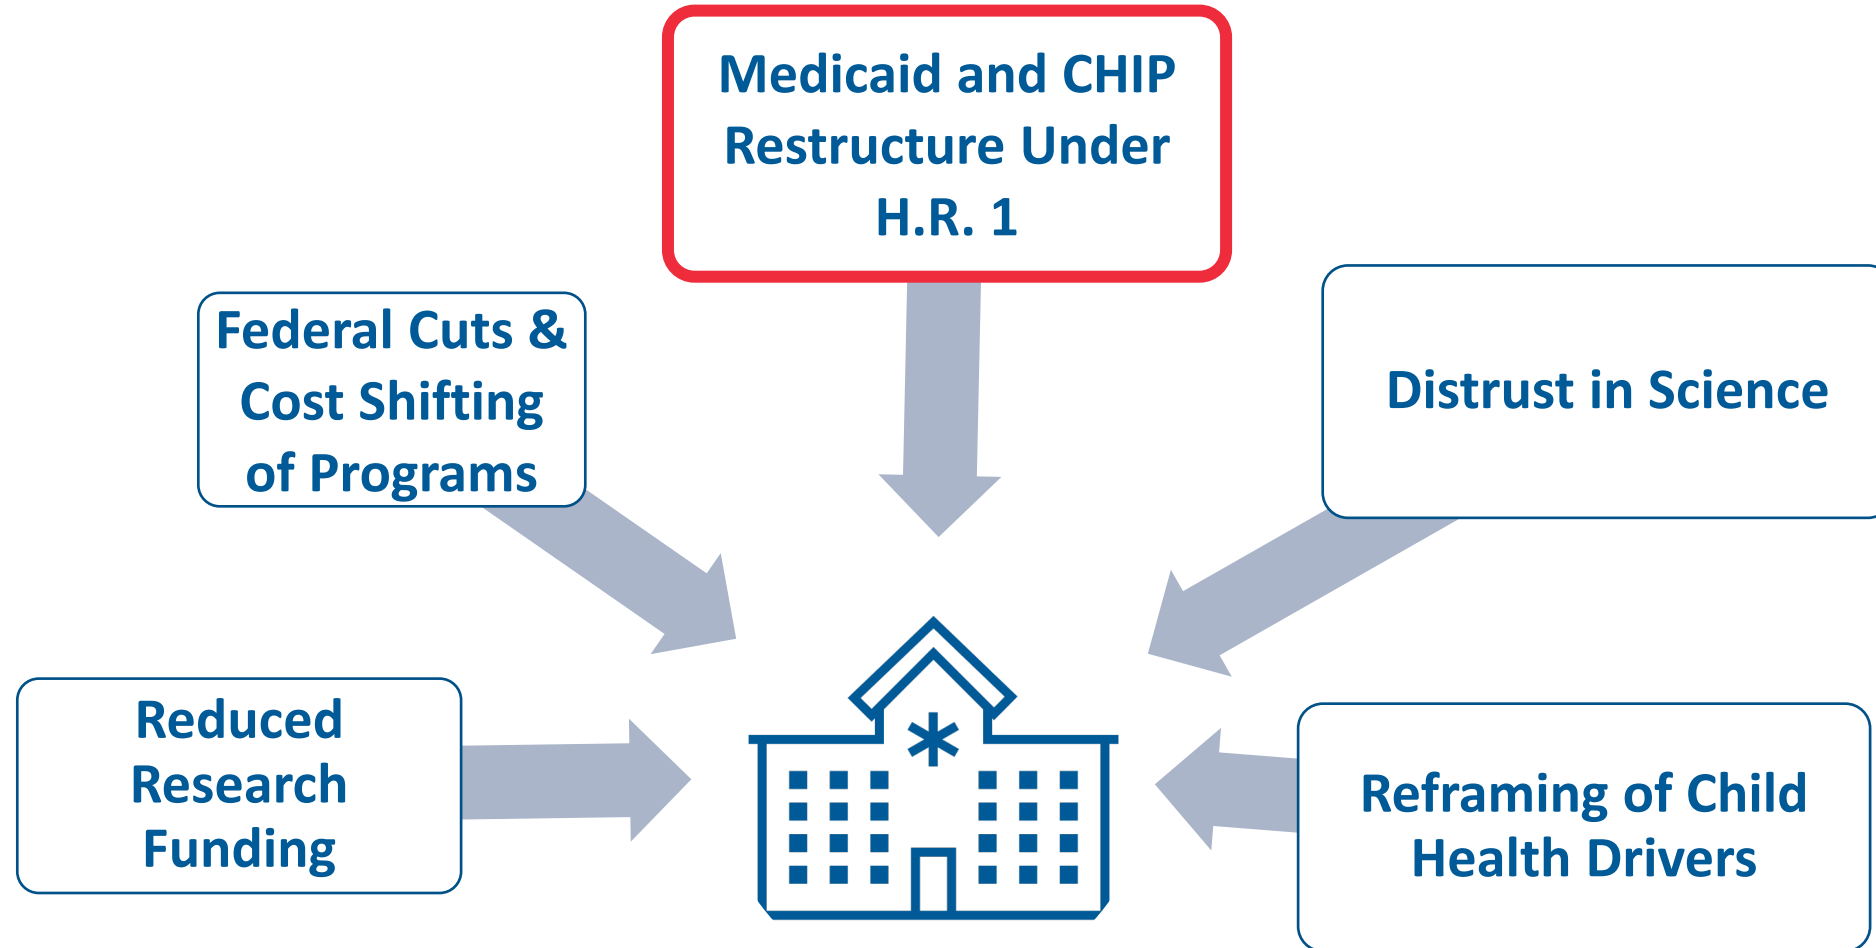 Medicaid and CHIP
Restructure Under
H.R. 1
Federal Cuts &
Cost Shifting
of Programs
Distrust in Science
Reduced
Research
Funding
Reframing of Child
Health Drivers